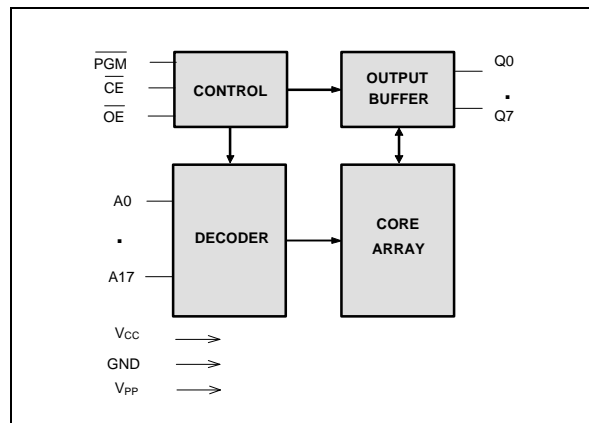 PGM
CE
OE
CONTROL
OUTPUT
BUFFER
Q0
.
Q7
A0
.
A17
DECODER
CORE
ARRAY
VCC
GND
VPP